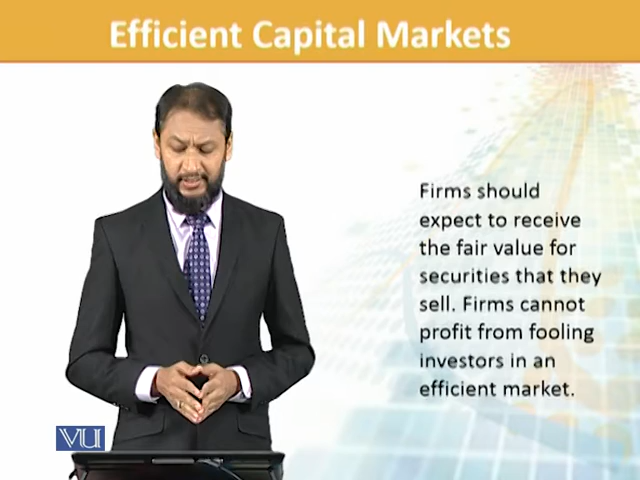 Efficient Capital Markets
Firms should
expect to receive
the fair value for
securities that they
sell. Firms cannot
profit from fooling
investors in an
efficient market.
VU